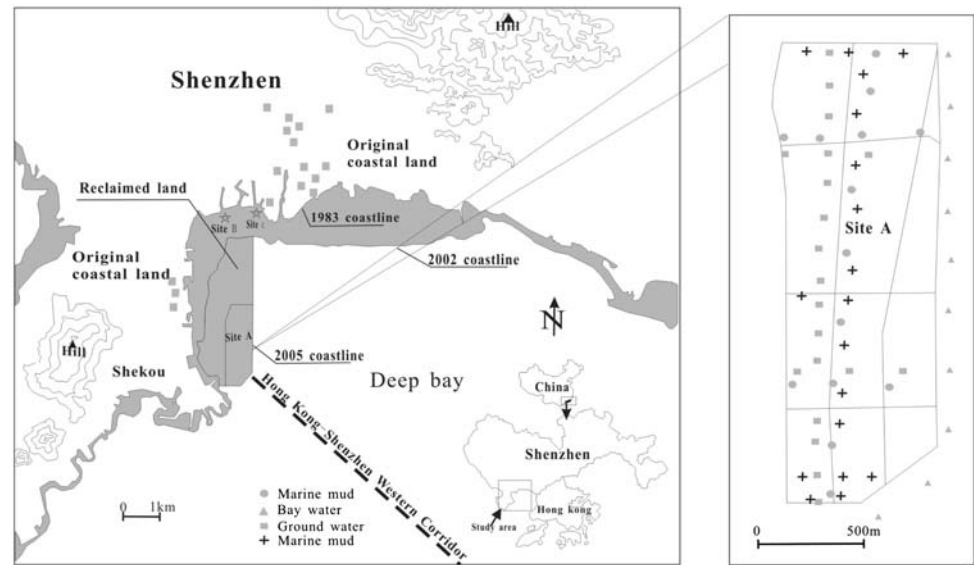 Hill
Shenzhen
Original
coastal land
Reclaimed land
1983 coastline
Site B
Site c
2002 coastline
Original
coastal land
N
Site A
2005 coastline
Hill
Shekou
Deep bay
Hong Kong-Shenzhen Western Corridor
China
Shenzhen
Hong kong
Study area
0 1km
Marine mud
Bay water
Ground water
Marine mud
Site A
0 500m